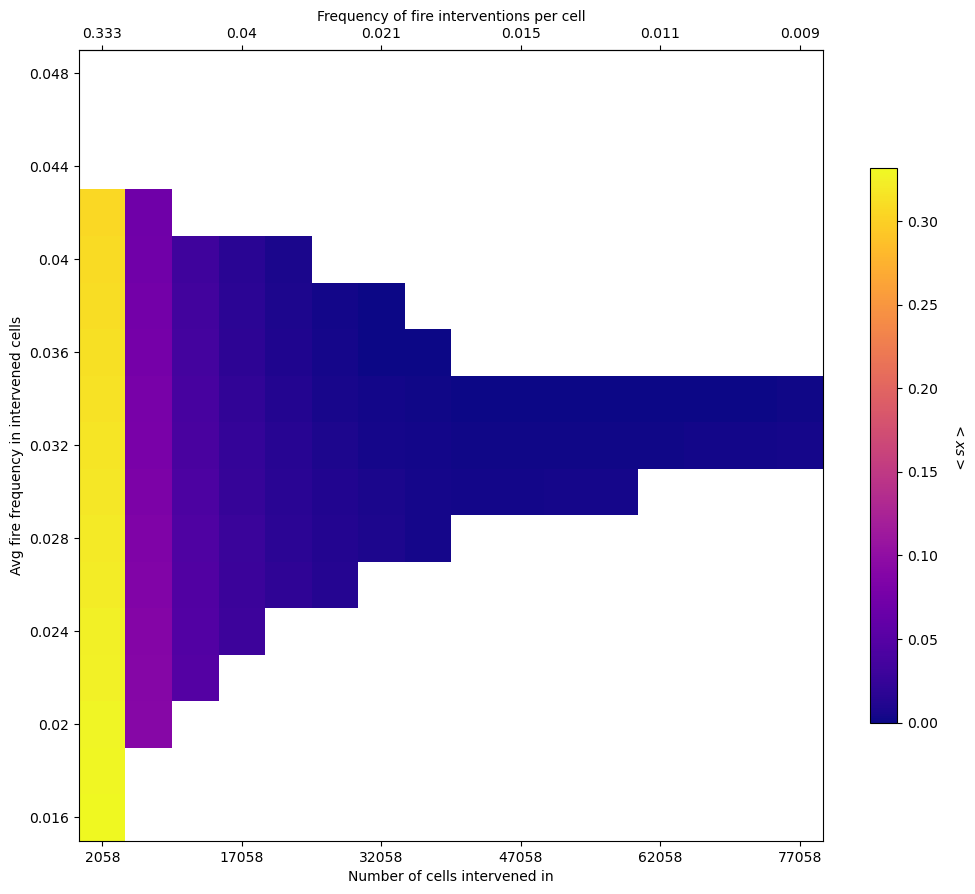 Frequency of fire interventions per cell
0.333 0.04 0.021 0.015 0.011 0.009
Avg fire frequency in intervened cells
0.048
0.044
0.04
0.036
0.032
0.028
0.024
0.02
0.016
2058 17058 32058 47058 62058 77058
Number of cells intervened in
0.30
0.25
0.20
0.15
0.10
0.05
0.00
< sx >